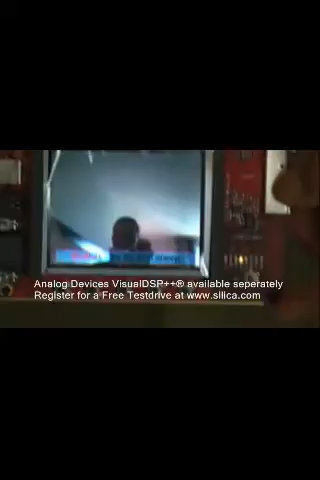 Analog Devices VisualDSP++® available seperately
Register for a Free Testdrive at www.silica.com